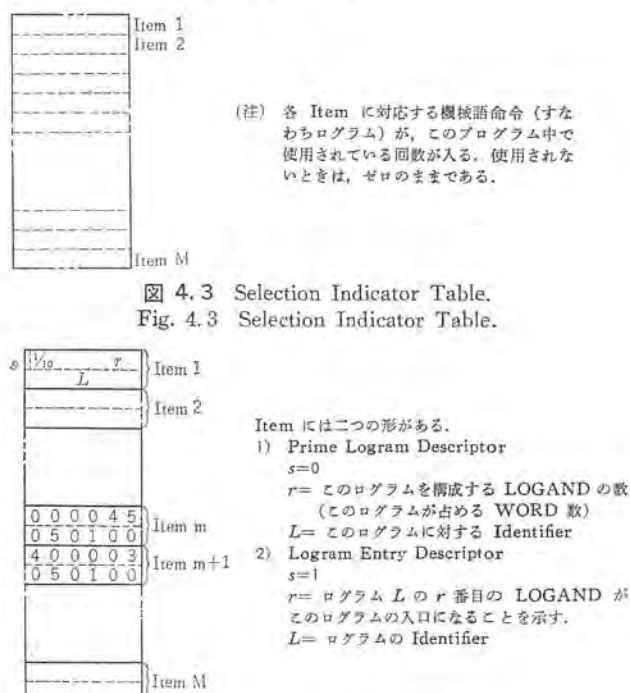 Item 1
Item 2
(注) 各 Item に対応する機械語命令 (すな
わちログラム) が, このプログラム中で
使用されている回数が入る. 使用されな
いときは, ゼロのままである.
Item M
図 4.3 Selection Indicator Table.
Fig. 4.3 Selection Indicator Table.
s 1/10 r Item 1
L
Item 2
Item には二つの形がある.
1) Prime Logram Descriptor
s=0
r= このログラムを構成する LOGAND の数
(このログラムが占める WORD 数)
L= このログラムに対する Identifier
2) Logram Entry Descriptor
s=1
r= ログラム L の r 番目の LOGAND が
このログラムの入口になることを示す.
L= ログラムの Identifier
0 0 0 0 4 5 Item m
0 5 0 1 0 0
4 0 0 0 0 3 Item m+1
0 5 0 1 0 0
Item M